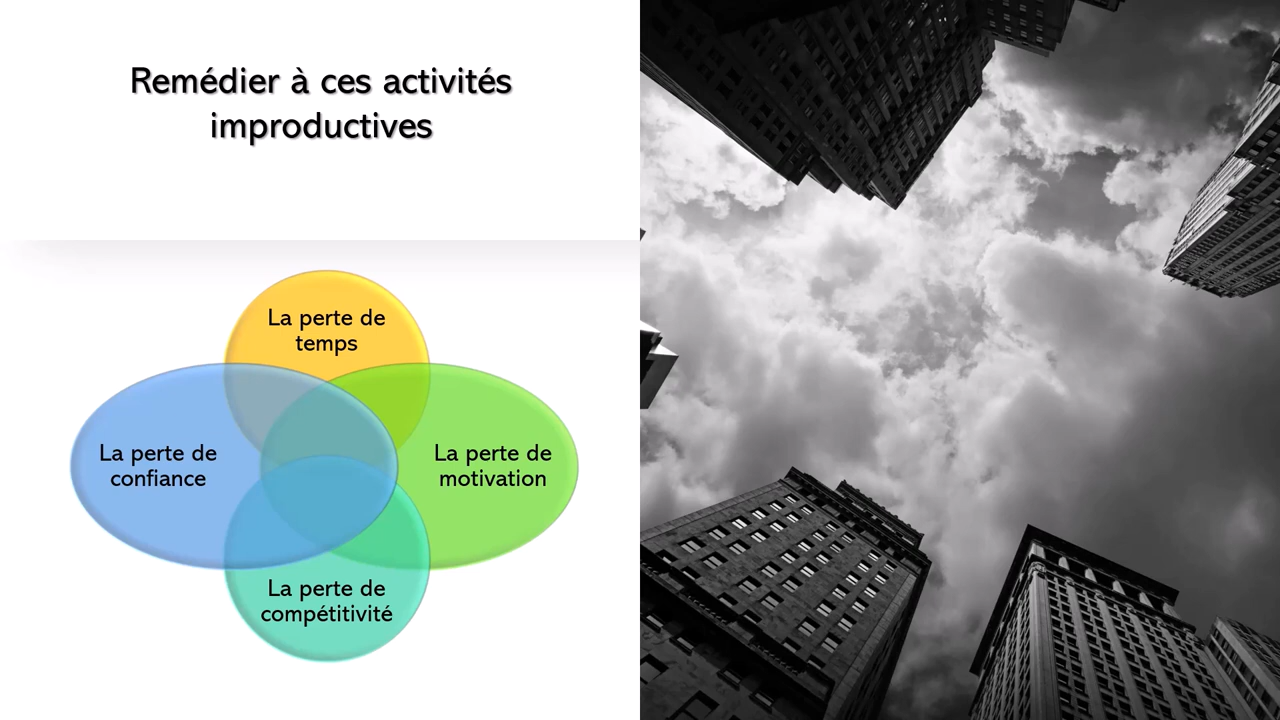 Remédier à ces activités
improductives
La perte de
temps
La perte de
confiance
La perte de
motivation
La perte de
compétitivité